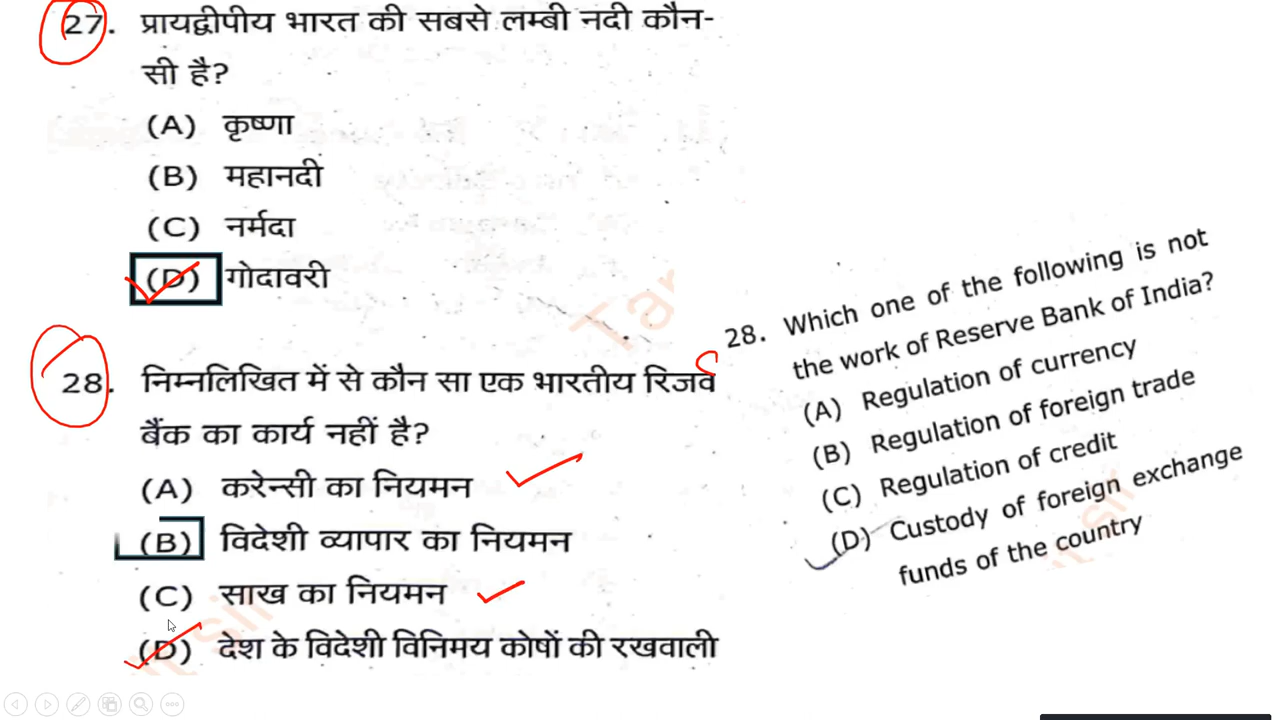 27. प्रायद्वीपीय भारत की सबसे लम्बी नदी कौन-
सी है?
(A) कृष्णा
(B) महानदी
(C) नर्मदा
(D) गोदावरी
28. निम्नलिखित में से कौन सा एक भारतीय रिजर्व
बैंक का कार्य नहीं है?
(A) करेन्सी का नियमन
(B) विदेशी व्यापार का नियमन
(C) साख का नियमन
(D) देश के विदेशी विनिमय कोषों की रखवाली
28. Which one of the following is not
the work of Reserve Bank of India?
(A) Regulation of currency
(B) Regulation of foreign trade
(C) Regulation of credit
(D) Custody of foreign exchange
funds of the country